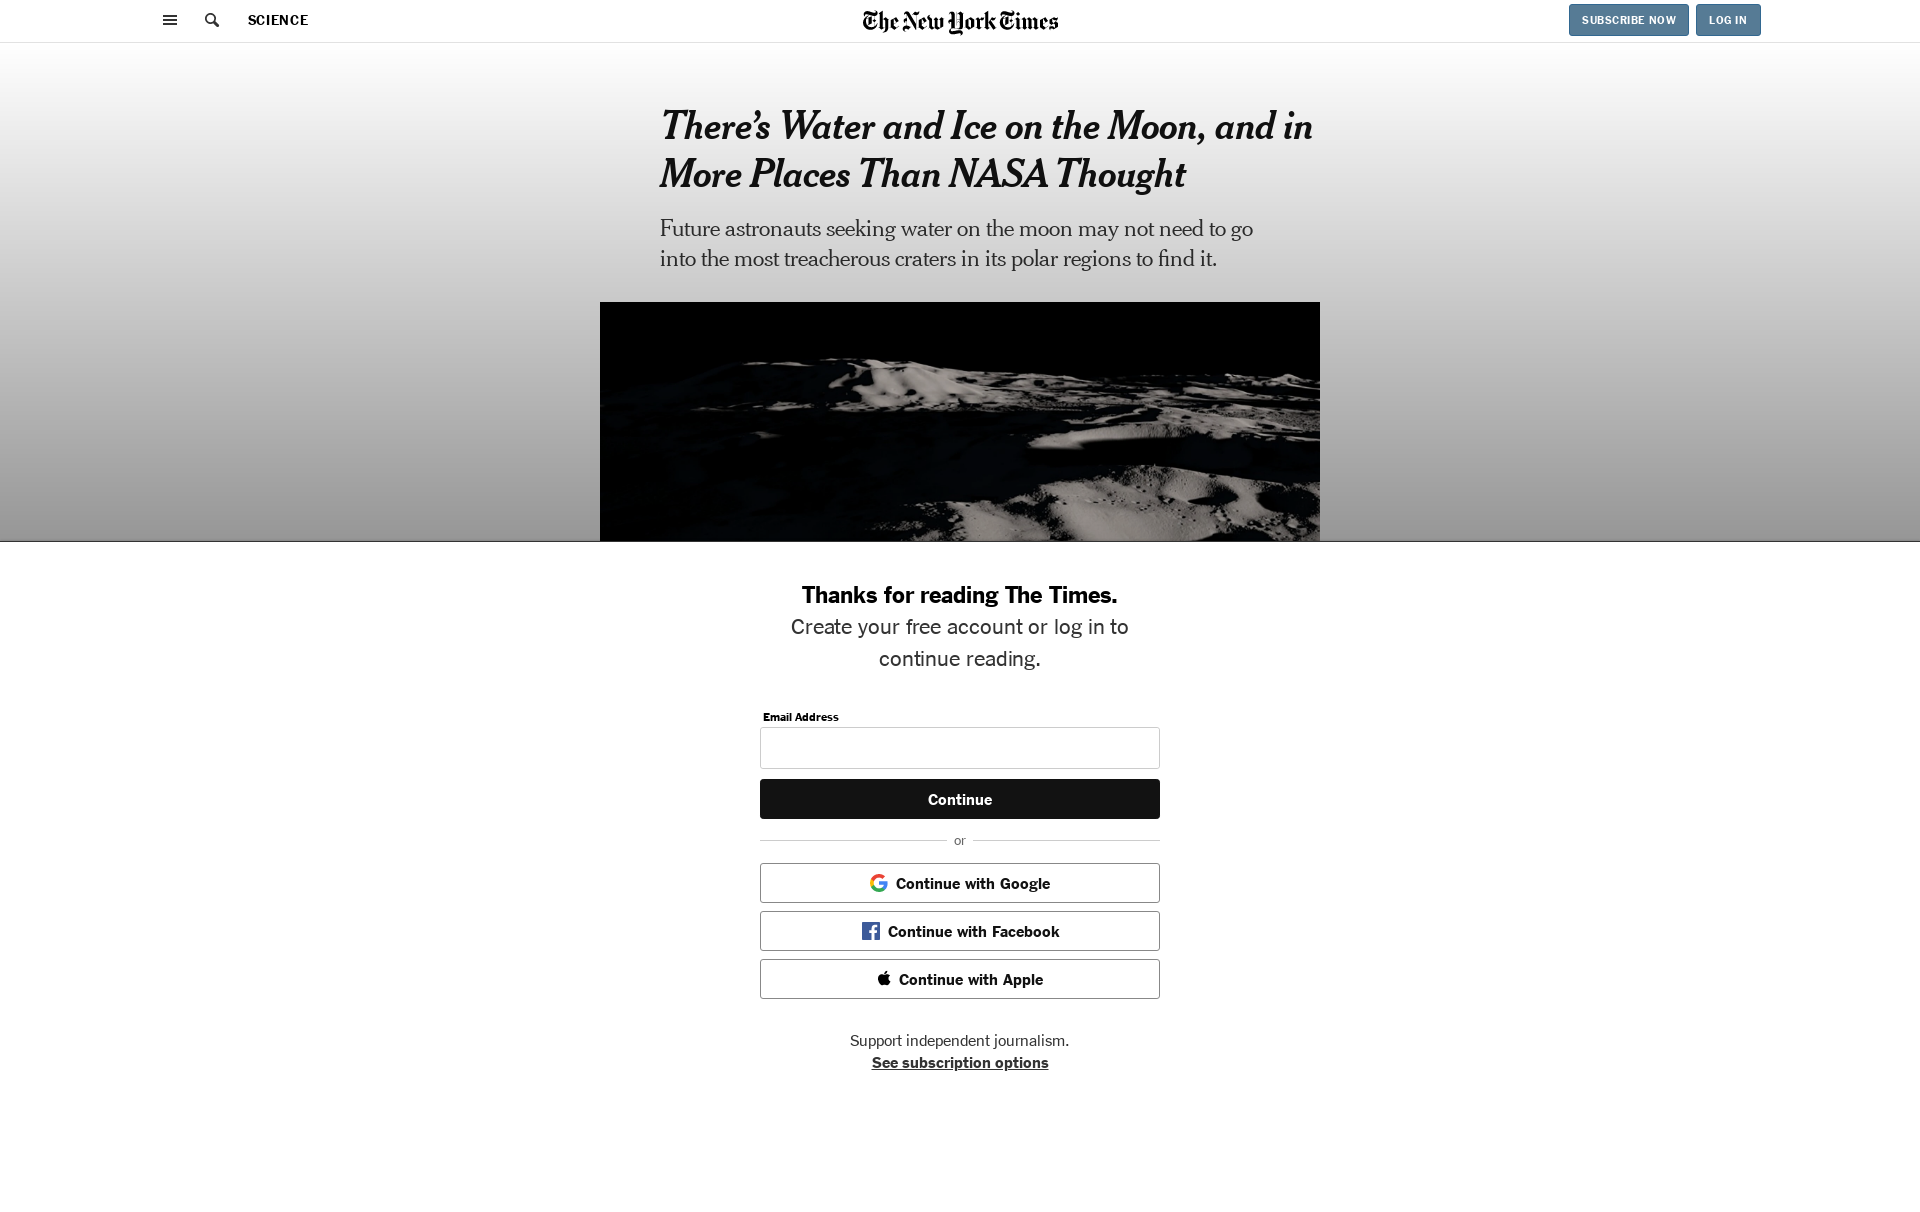 SCIENCE
The New York Times
SUBSCRIBE NOW
LOG IN
There’s Water and Ice on the Moon, and in
More Places Than NASA Thought
Future astronauts seeking water on the moon may not need to go
into the most treacherous craters in its polar regions to find it.
Thanks for reading The Times.
Create your free account or log in to
continue reading.
Email Address
Continue
or
Continue with Google
Continue with Facebook
Continue with Apple
Support independent journalism.
See subscription options